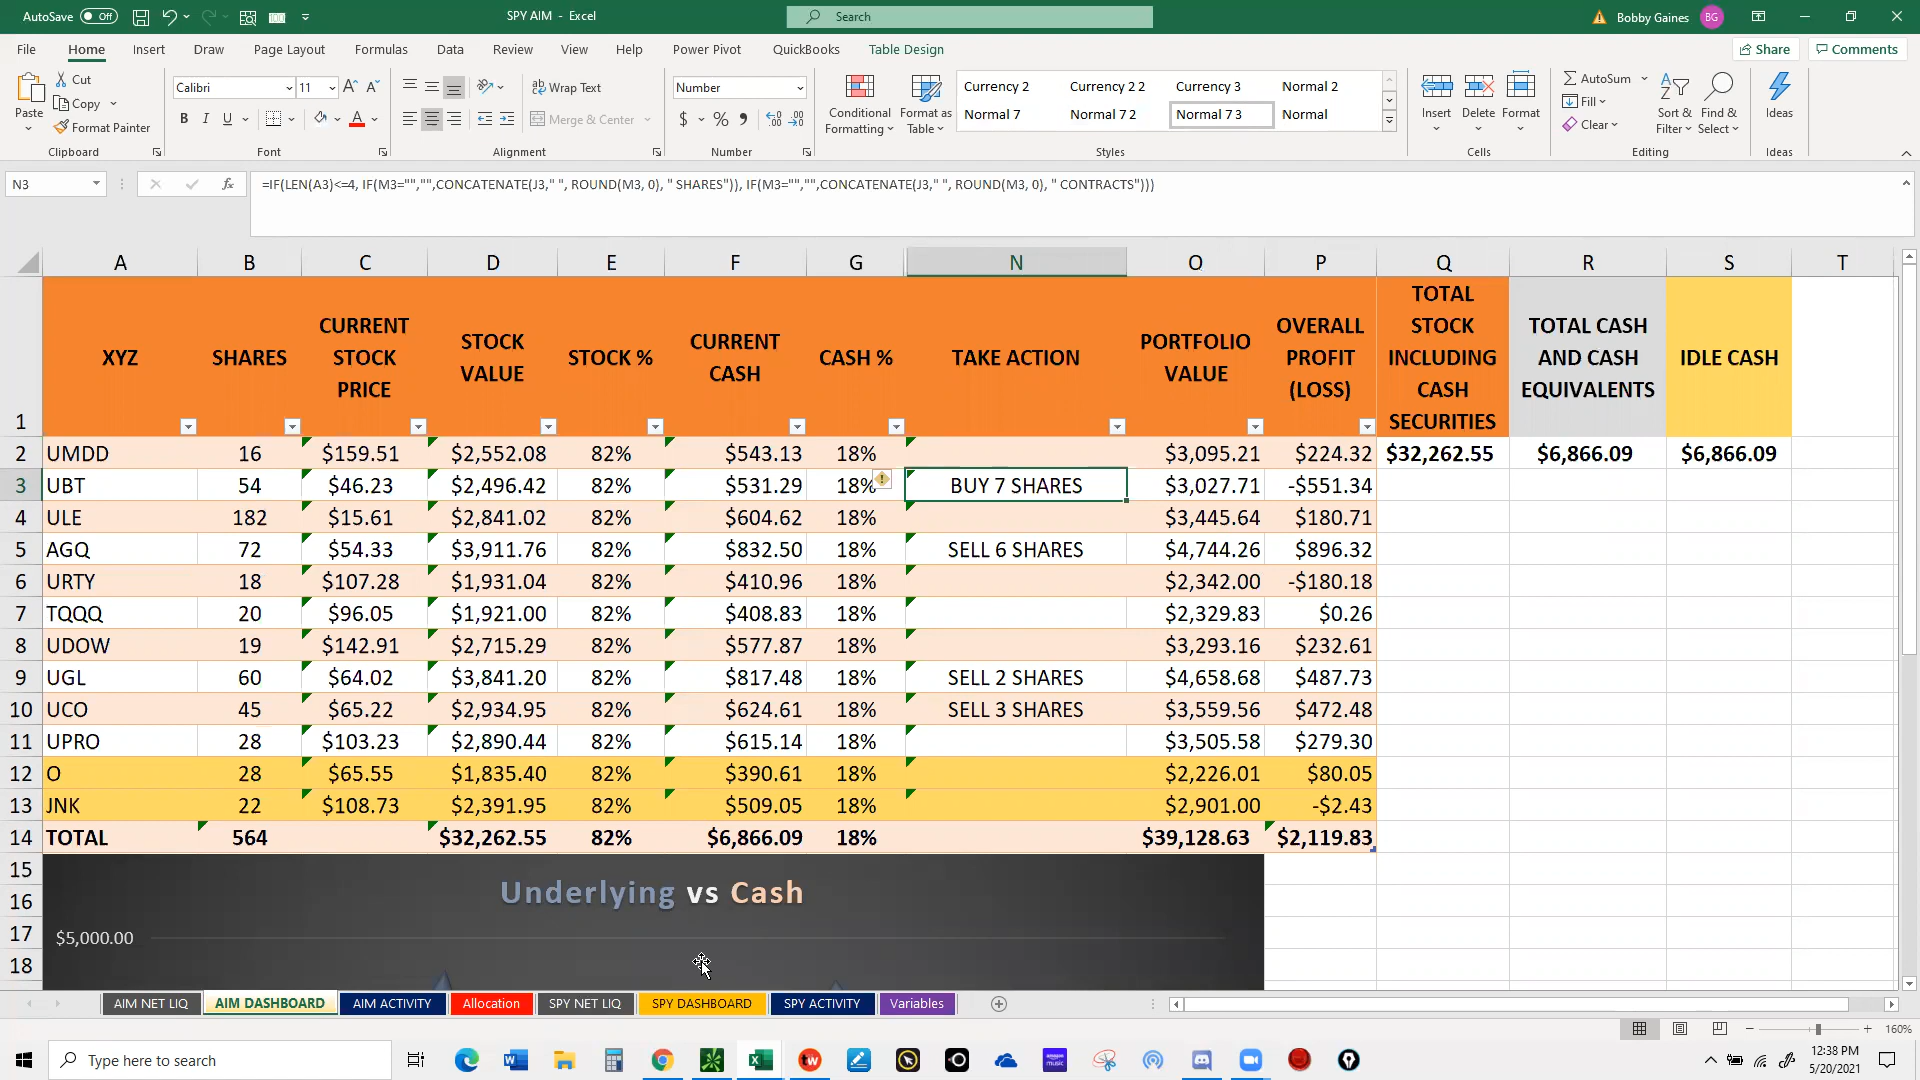 AutoSave Off SPY AIM - Excel Search Bobby Gaines BG
File Home Insert Draw Page Layout Formulas Data Review View Help Power Pivot QuickBooks Table Design Share Comments
Paste Cut Copy Format Painter
Clipboard
Calibri 11
B I U A
Font
Wrap Text
Merge & Center
Alignment
Number
$ % 9
Number
Conditional Formatting
Format as Table
Currency 2 Currency 2 2 Currency 3 Normal 2
Normal 7 Normal 7 2 Normal 7 3 Normal
Styles
Insert Delete Format
Cells
AutoSum
Fill
Clear
Sort & Filter
Find & Select
Editing
Ideas
Ideas
N3 fx =IF(LEN(A3)<=4, IF(M3="","",CONCATENATE(J3," ", ROUND(M3, 0), " SHARES")), IF(M3="","",CONCATENATE(J3," ", ROUND(M3, 0), " CONTRACTS")))
A B C D E F G N O P Q R S T
1 XYZ SHARES CURRENT STOCK PRICE STOCK VALUE STOCK % CURRENT CASH CASH % TAKE ACTION PORTFOLIO VALUE OVERALL PROFIT (LOSS) TOTAL STOCK INCLUDING CASH SECURITIES TOTAL CASH AND CASH EQUIVALENTS IDLE CASH
2 UMDD 16 $159.51 $2,552.08 82% $543.13 18% $3,095.21 $224.32 $32,262.55 $6,866.09 $6,866.09
3 UBT 54 $46.23 $2,496.42 82% $531.29 18% BUY 7 SHARES $3,027.71 -$551.34
4 ULE 182 $15.61 $2,841.02 82% $604.62 18% $3,445.64 $180.71
5 AGQ 72 $54.33 $3,911.76 82% $832.50 18% SELL 6 SHARES $4,744.26 $896.32
6 URTY 18 $107.28 $1,931.04 82% $410.96 18% $2,342.00 -$180.18
7 TQQQ 20 $96.05 $1,921.00 82% $408.83 18% $2,329.83 $0.26
8 UDOW 19 $142.91 $2,715.29 82% $577.87 18% $3,293.16 $232.61
9 UGL 60 $64.02 $3,841.20 82% $817.48 18% SELL 2 SHARES $4,658.68 $487.73
10 UCO 45 $65.22 $2,934.95 82% $624.61 18% SELL 3 SHARES $3,559.56 $472.48
11 UPRO 28 $103.23 $2,890.44 82% $615.14 18% $3,505.58 $279.30
12 O 28 $65.55 $1,835.40 82% $390.61 18% $2,226.01 $80.05
13 JNK 22 $108.73 $2,391.95 82% $509.05 18% $2,901.00 -$2.43
14 TOTAL 564 $32,262.55 82% $6,866.09 18% $39,128.63 $2,119.83
15
16 Underlying vs Cash
17 $5,000.00
18
AIM NET LIQ AIM DASHBOARD AIM ACTIVITY Allocation SPY NET LIQ SPY DASHBOARD SPY ACTIVITY Variables
160%
Type here to search
12:38 PM
5/20/2021